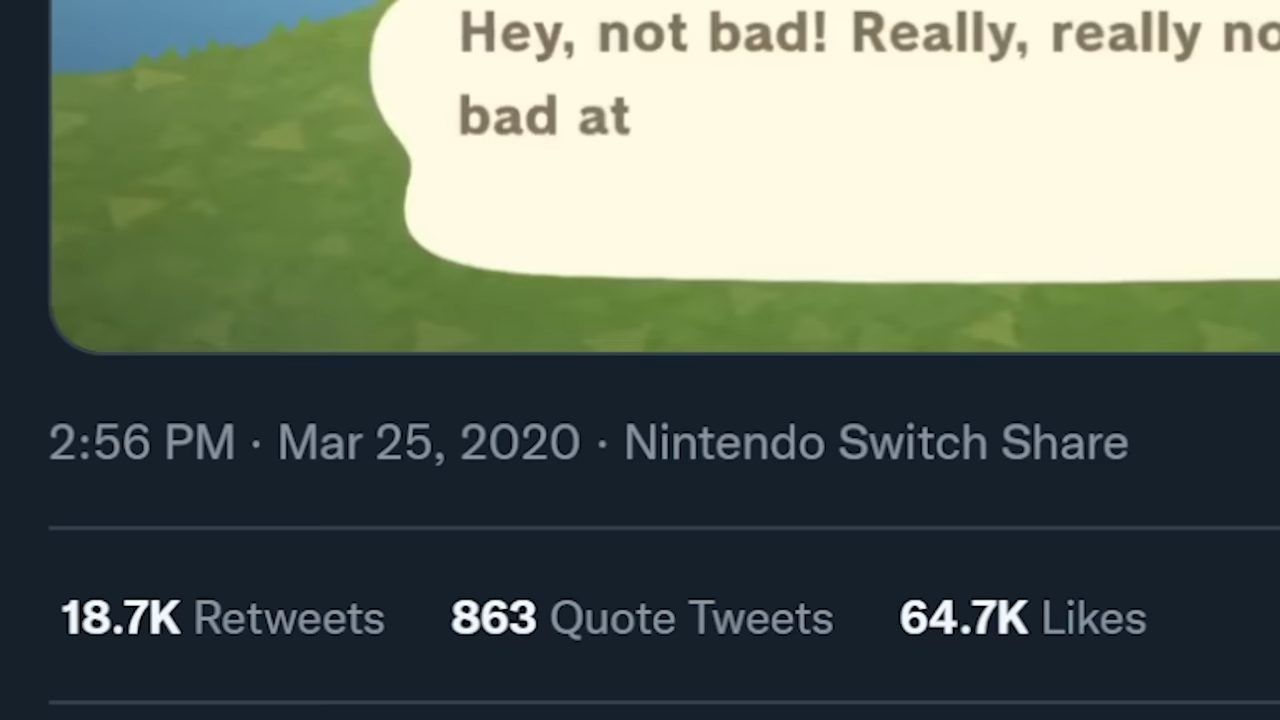 Hey, not bad! Really, really no
bad at
2:56 PM · Mar 25, 2020 · Nintendo Switch Share
18.7K Retweets 863 Quote Tweets 64.7K Likes